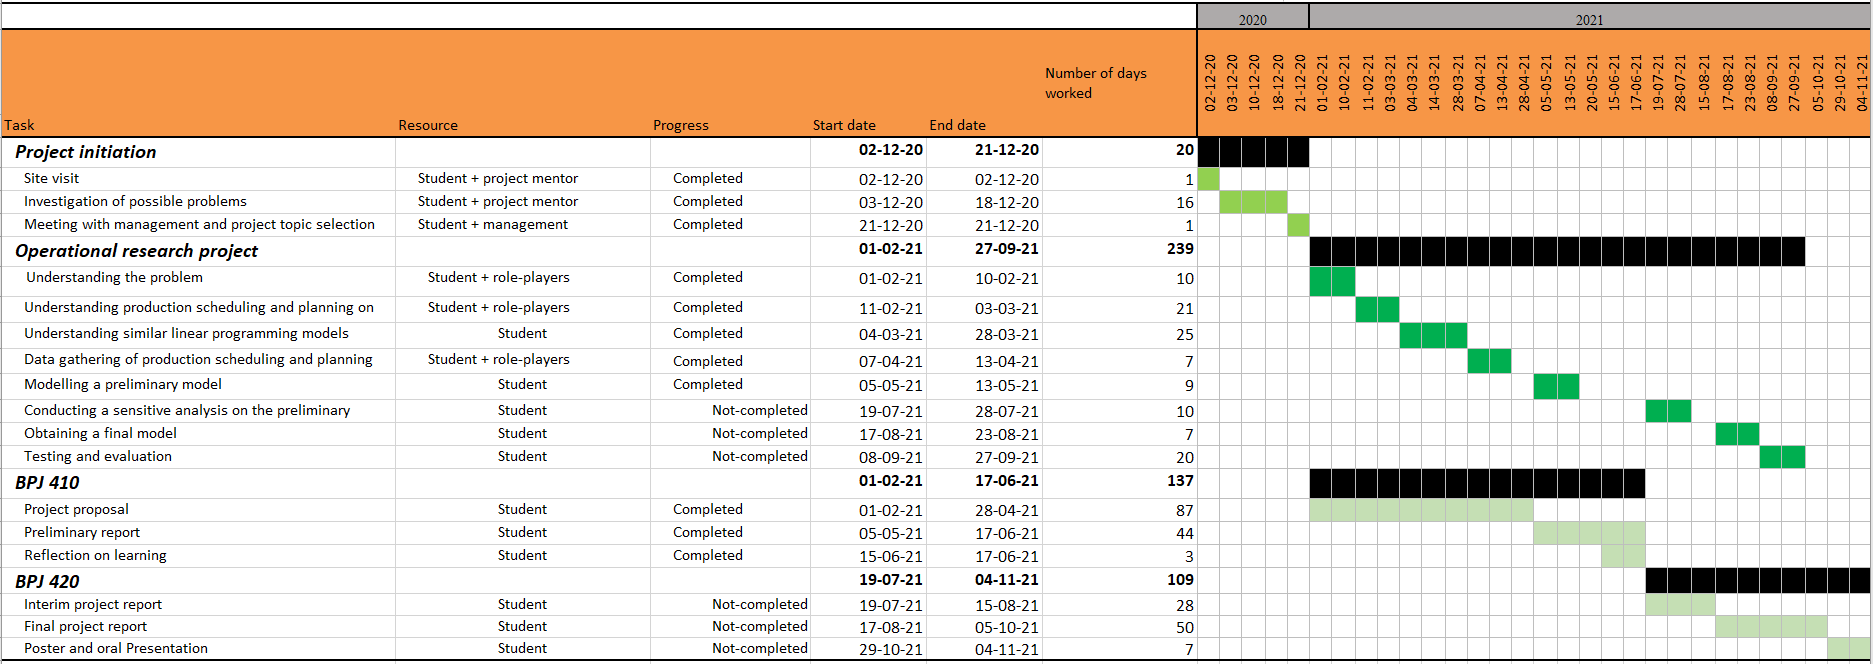 2020 2021
Number of days
worked
02-12-20 03-12-20 10-12-20 18-12-20 21-12-20 01-02-21 10-02-21 11-02-21 03-03-21 04-03-21 14-03-21 28-03-21 07-04-21 13-04-21 28-04-21 05-05-21 13-05-21 20-05-21 15-06-21 17-06-21 19-07-21 28-07-21 15-08-21 17-08-21 23-08-21 08-09-21 27-09-21 05-10-21 29-10-21 04-11-21
Task Resource Progress Start date End date
Project initiation 02-12-20 21-12-20 20
Site visit Student + project mentor Completed 02-12-20 02-12-20 1
Investigation of possible problems Student + project mentor Completed 03-12-20 18-12-20 16
Meeting with management and project topic selection Student + management Completed 21-12-20 21-12-20 1
Operational research project 01-02-21 27-09-21 239
Understanding the problem Student + role-players Completed 01-02-21 10-02-21 10
Understanding production scheduling and planning on Student + role-players Completed 11-02-21 03-03-21 21
Understanding similar linear programming models Student Completed 04-03-21 28-03-21 25
Data gathering of production scheduling and planning Student + role-players Completed 07-04-21 13-04-21 7
Modelling a preliminary model Student Completed 05-05-21 13-05-21 9
Conducting a sensitive analysis on the preliminary Student Not-completed 19-07-21 28-07-21 10
Obtaining a final model Student Not-completed 17-08-21 23-08-21 7
Testing and evaluation Student Not-completed 08-09-21 27-09-21 20
BPJ 410 01-02-21 17-06-21 137
Project proposal Student Completed 01-02-21 28-04-21 87
Preliminary report Student Completed 05-05-21 17-06-21 44
Reflection on learning Student Completed 15-06-21 17-06-21 3
BPJ 420 19-07-21 04-11-21 109
Interim project report Student Not-completed 19-07-21 15-08-21 28
Final project report Student Not-completed 17-08-21 05-10-21 50
Poster and oral Presentation Student Not-completed 29-10-21 04-11-21 7